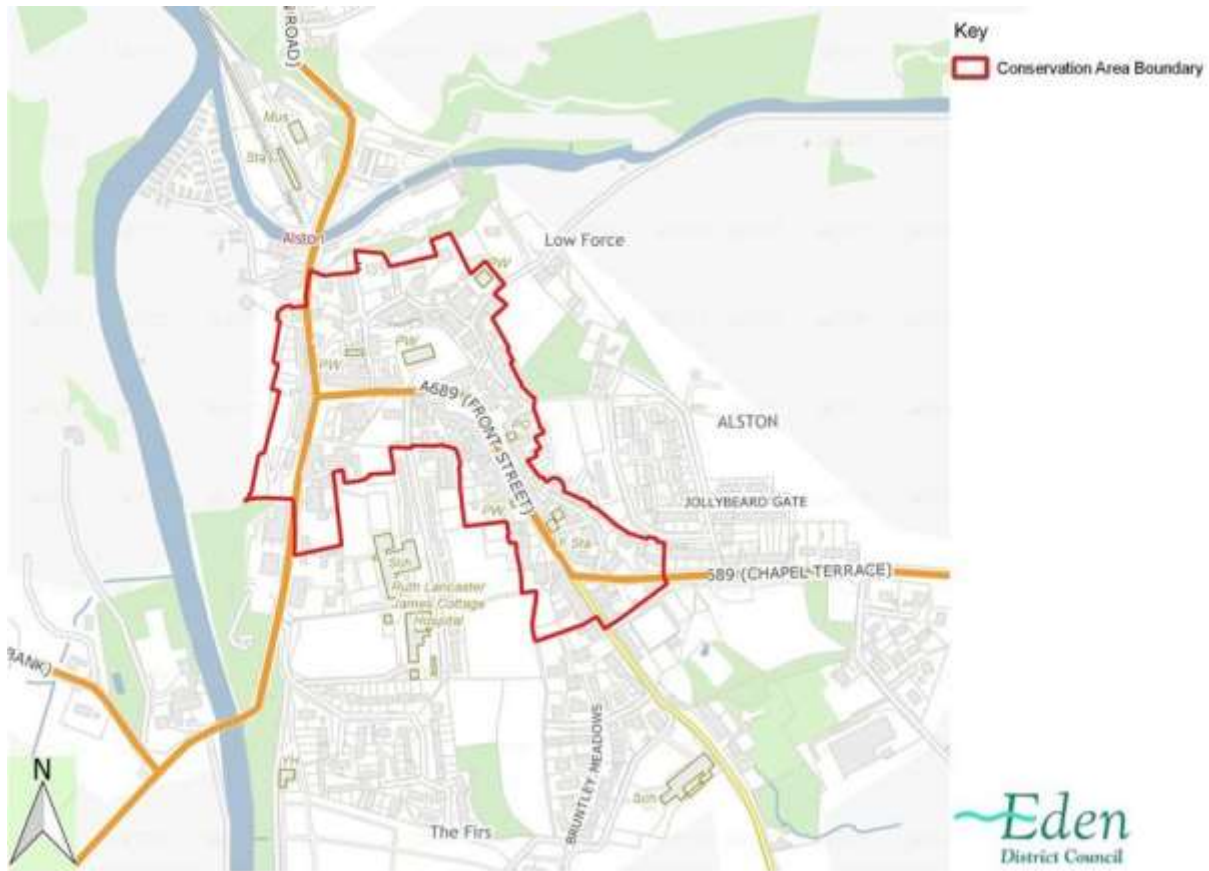 Key
Conservation Area Boundary
ROAD)
Mus
Sta
Alston
Low Force
PW
PW
PW
A689 (FRONT STREET)
ALSTON
JOLLYBEARD GATE
PW
F Sta
689 (CHAPEL TERRACE)
Sch
Ruth Lancaster
James Cottage
Hospital
BANK)
YH
BRUNTLEY MEADOWS
Sch
The Firs
N
Eden
District Council